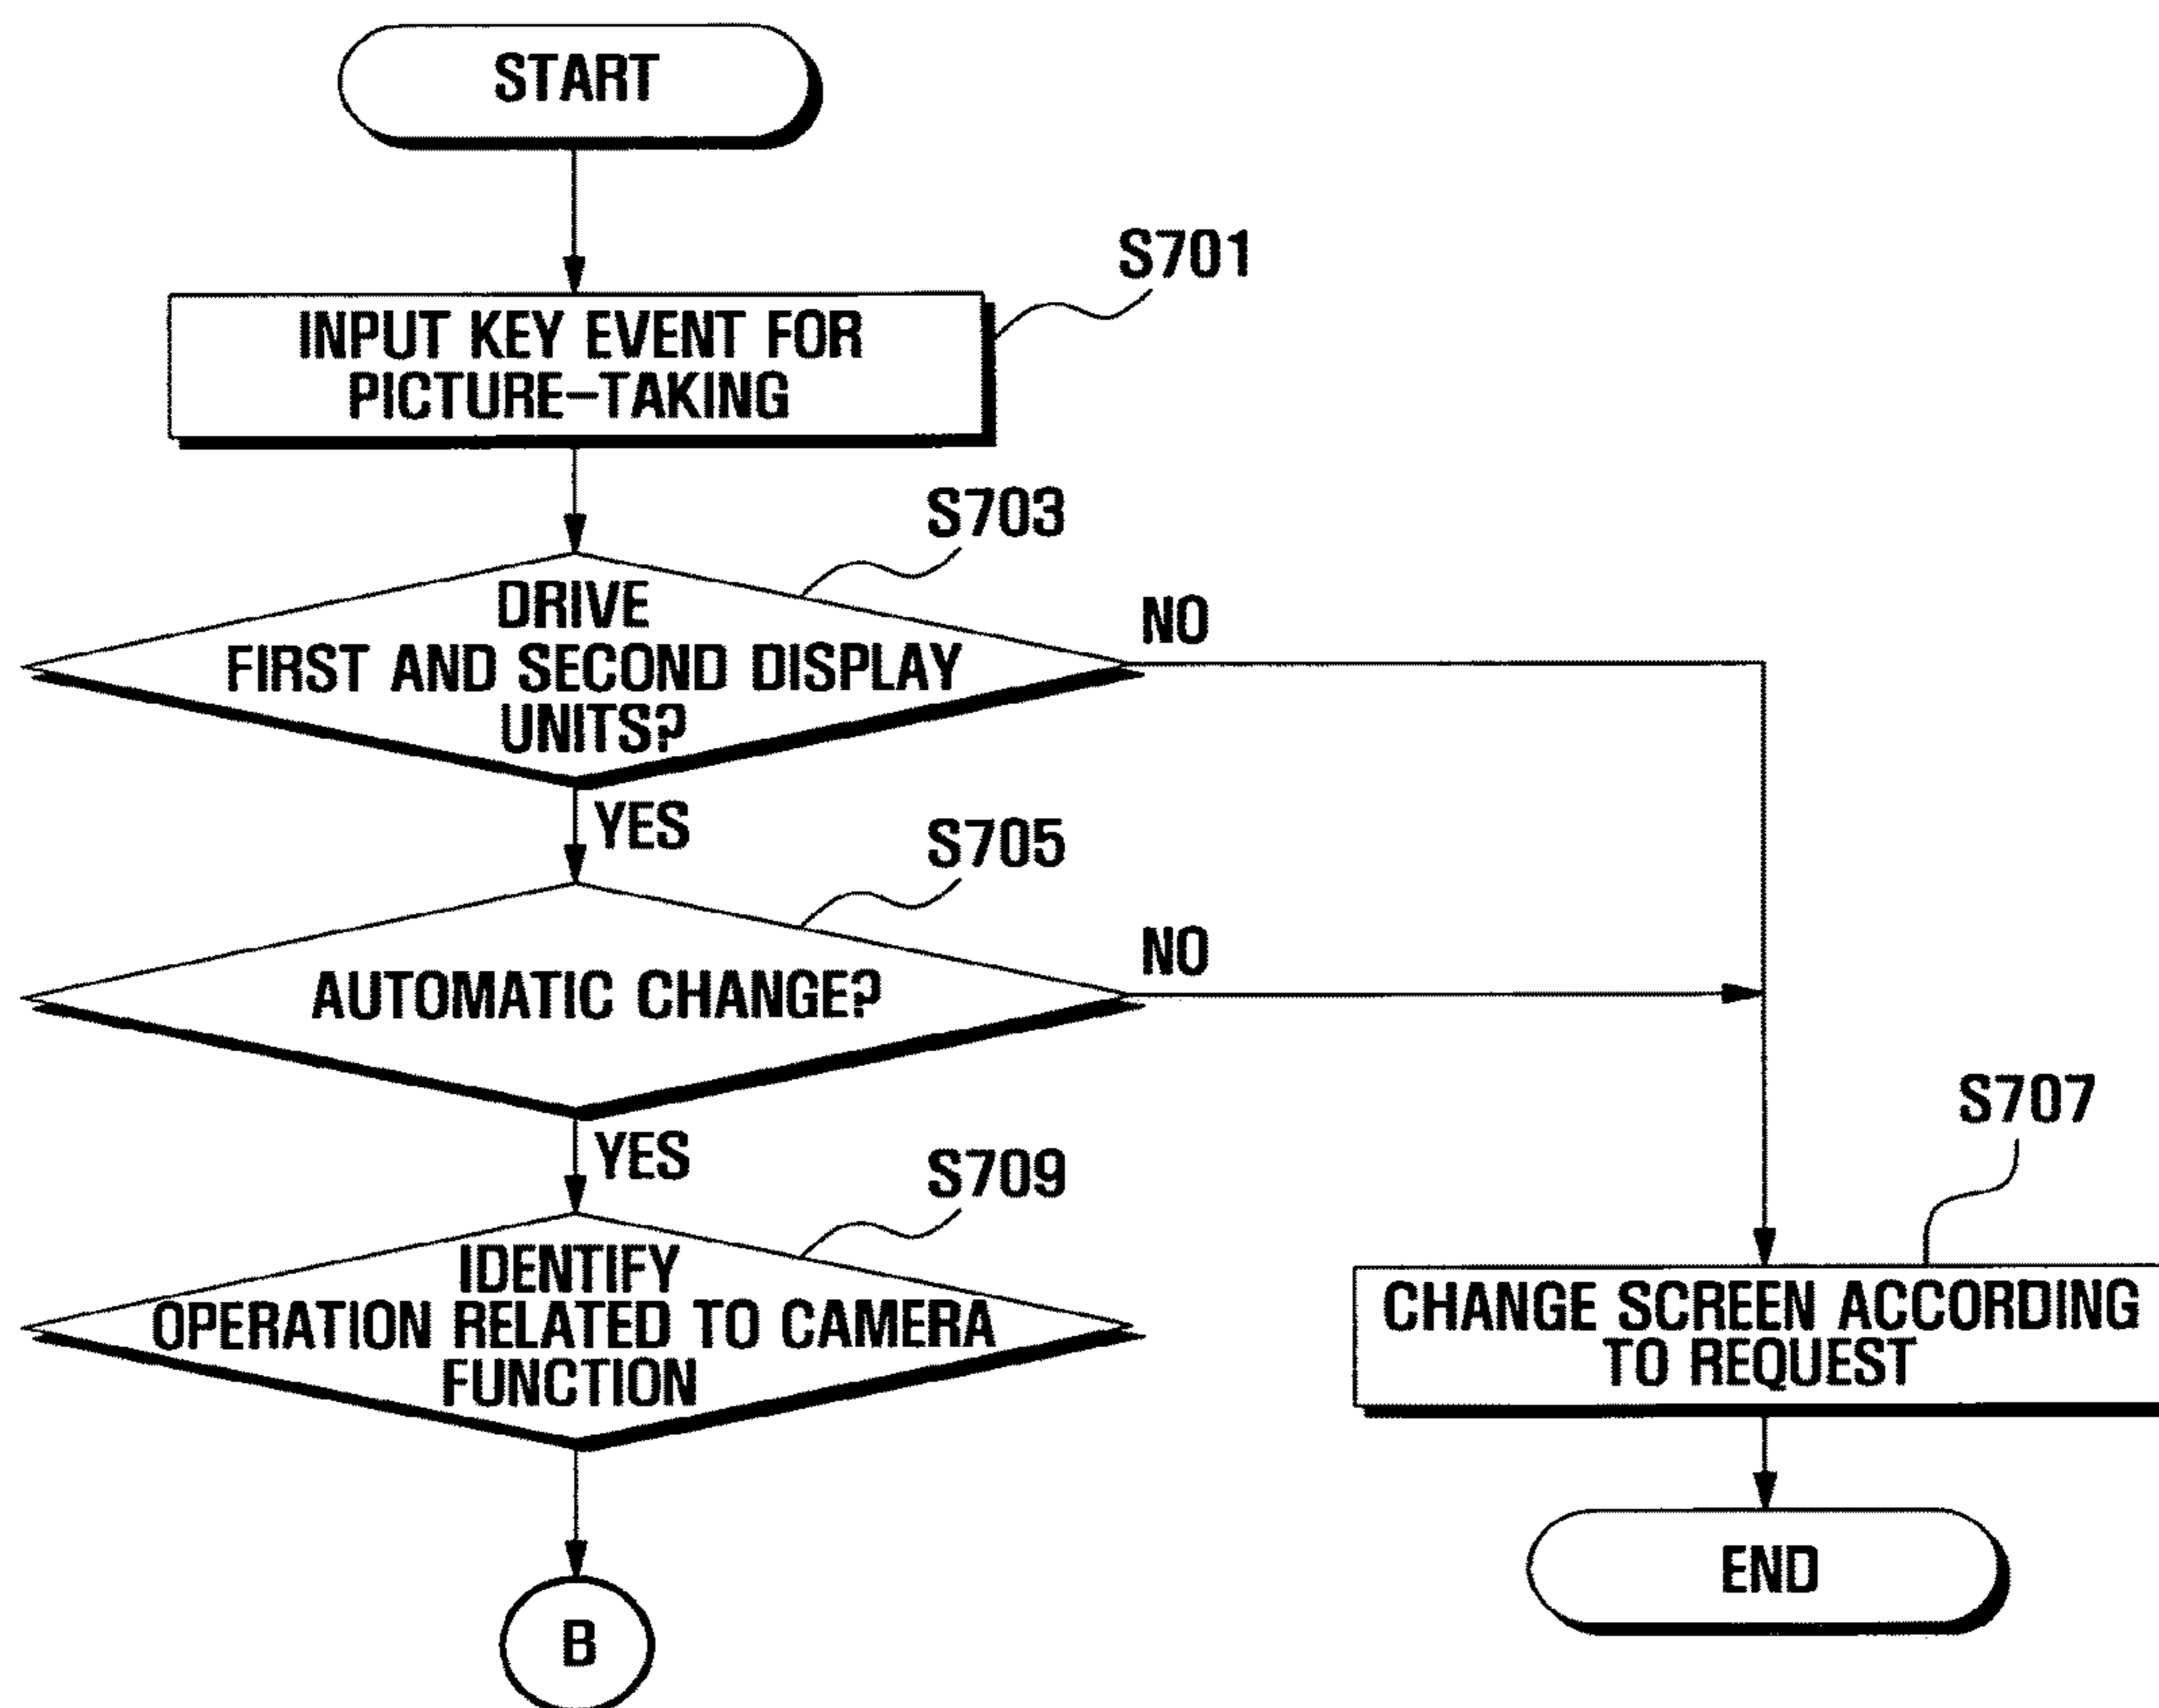 START
S701
INPUT KEY EVENT FOR
PICTURE-TAKING
S703
DRIVE
FIRST AND SECOND DISPLAY
UNITS?
NO
YES
S705
AUTOMATIC CHANGE?
NO
YES
S709
IDENTIFY
OPERATION RELATED TO CAMERA
FUNCTION
S707
CHANGE SCREEN ACCORDING
TO REQUEST
END
B